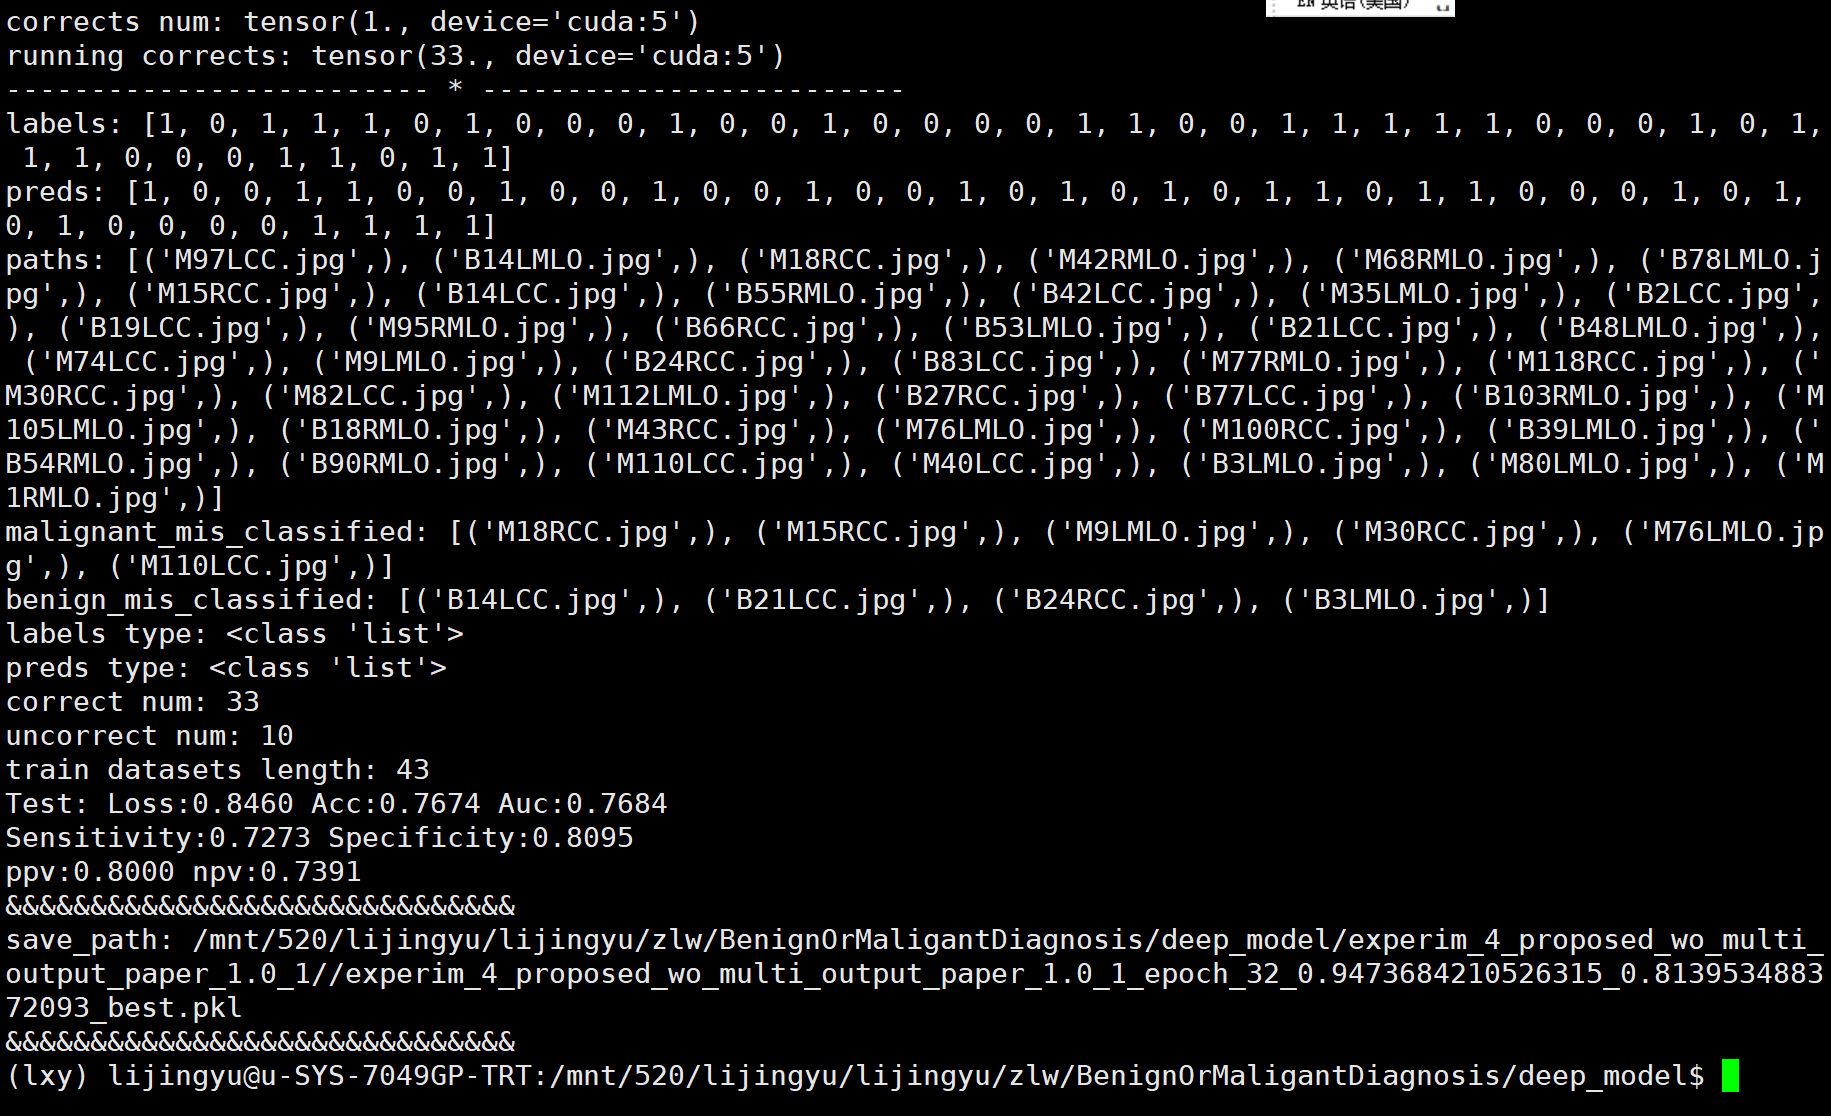 EN 英语(美国)
corrects num: tensor(1., device='cuda:5')
running corrects: tensor(33., device='cuda:5')
------------------------- * -------------------------
labels: [1, 0, 1, 1, 1, 0, 1, 0, 0, 0, 1, 0, 0, 1, 0, 0, 0, 0, 1, 1, 0, 0, 1, 1, 1, 1, 1, 0, 0, 0, 1, 0, 1,
 1, 1, 0, 0, 0, 1, 1, 0, 1, 1]
preds: [1, 0, 0, 1, 1, 0, 0, 1, 0, 0, 1, 0, 0, 1, 0, 0, 1, 0, 1, 0, 1, 0, 1, 1, 0, 1, 1, 0, 0, 0, 1, 0, 1,
0, 1, 0, 0, 0, 0, 1, 1, 1, 1]
paths: [('M97LCC.jpg',), ('B14LMLO.jpg',), ('M18RCC.jpg',), ('M42RMLO.jpg',), ('M68RMLO.jpg',), ('B78LMLO.j
pg',), ('M15RCC.jpg',), ('B14LCC.jpg',), ('B55RMLO.jpg',), ('B42LCC.jpg',), ('M35LMLO.jpg',), ('B2LCC.jpg',
), ('B19LCC.jpg',), ('M95RMLO.jpg',), ('B66RCC.jpg',), ('B53LMLO.jpg',), ('B21LCC.jpg',), ('B48LMLO.jpg',),
 ('M74LCC.jpg',), ('M9LMLO.jpg',), ('B24RCC.jpg',), ('B83LCC.jpg',), ('M77RMLO.jpg',), ('M118RCC.jpg',), ('
M30RCC.jpg',), ('M82LCC.jpg',), ('M112LMLO.jpg',), ('B27RCC.jpg',), ('B77LCC.jpg',), ('B103RMLO.jpg',), ('M
105LMLO.jpg',), ('B18RMLO.jpg',), ('M43RCC.jpg',), ('M76LMLO.jpg',), ('M100RCC.jpg',), ('B39LMLO.jpg',), ('
B54RMLO.jpg',), ('B90RMLO.jpg',), ('M110LCC.jpg',), ('M40LCC.jpg',), ('B3LMLO.jpg',), ('M80LMLO.jpg',), ('M
1RMLO.jpg',)]
malignant_mis_classified: [('M18RCC.jpg',), ('M15RCC.jpg',), ('M9LMLO.jpg',), ('M30RCC.jpg',), ('M76LMLO.jp
g',), ('M110LCC.jpg',)]
benign_mis_classified: [('B14LCC.jpg',), ('B21LCC.jpg',), ('B24RCC.jpg',), ('B3LMLO.jpg',)]
labels type: <class 'list'>
preds type: <class 'list'>
correct num: 33
uncorrect num: 10
train datasets length: 43
Test: Loss:0.8460 Acc:0.7674 Auc:0.7684
Sensitivity:0.7273 Specificity:0.8095
ppv:0.8000 npv:0.7391
&&&&&&&&&&&&&&&&&&&&&&&&&&&&&&
save_path: /mnt/520/lijingyu/lijingyu/zlw/BenignOrMaligantDiagnosis/deep_model/experim_4_proposed_wo_multi_
output_paper_1.0_1//experim_4_proposed_wo_multi_output_paper_1.0_1_epoch_32_0.9473684210526315_0.8139534883
72093_best.pkl
&&&&&&&&&&&&&&&&&&&&&&&&&&&&&&
(lxy) lijingyu@u-SYS-7049GP-TRT:/mnt/520/lijingyu/lijingyu/zlw/BenignOrMaligantDiagnosis/deep_model$